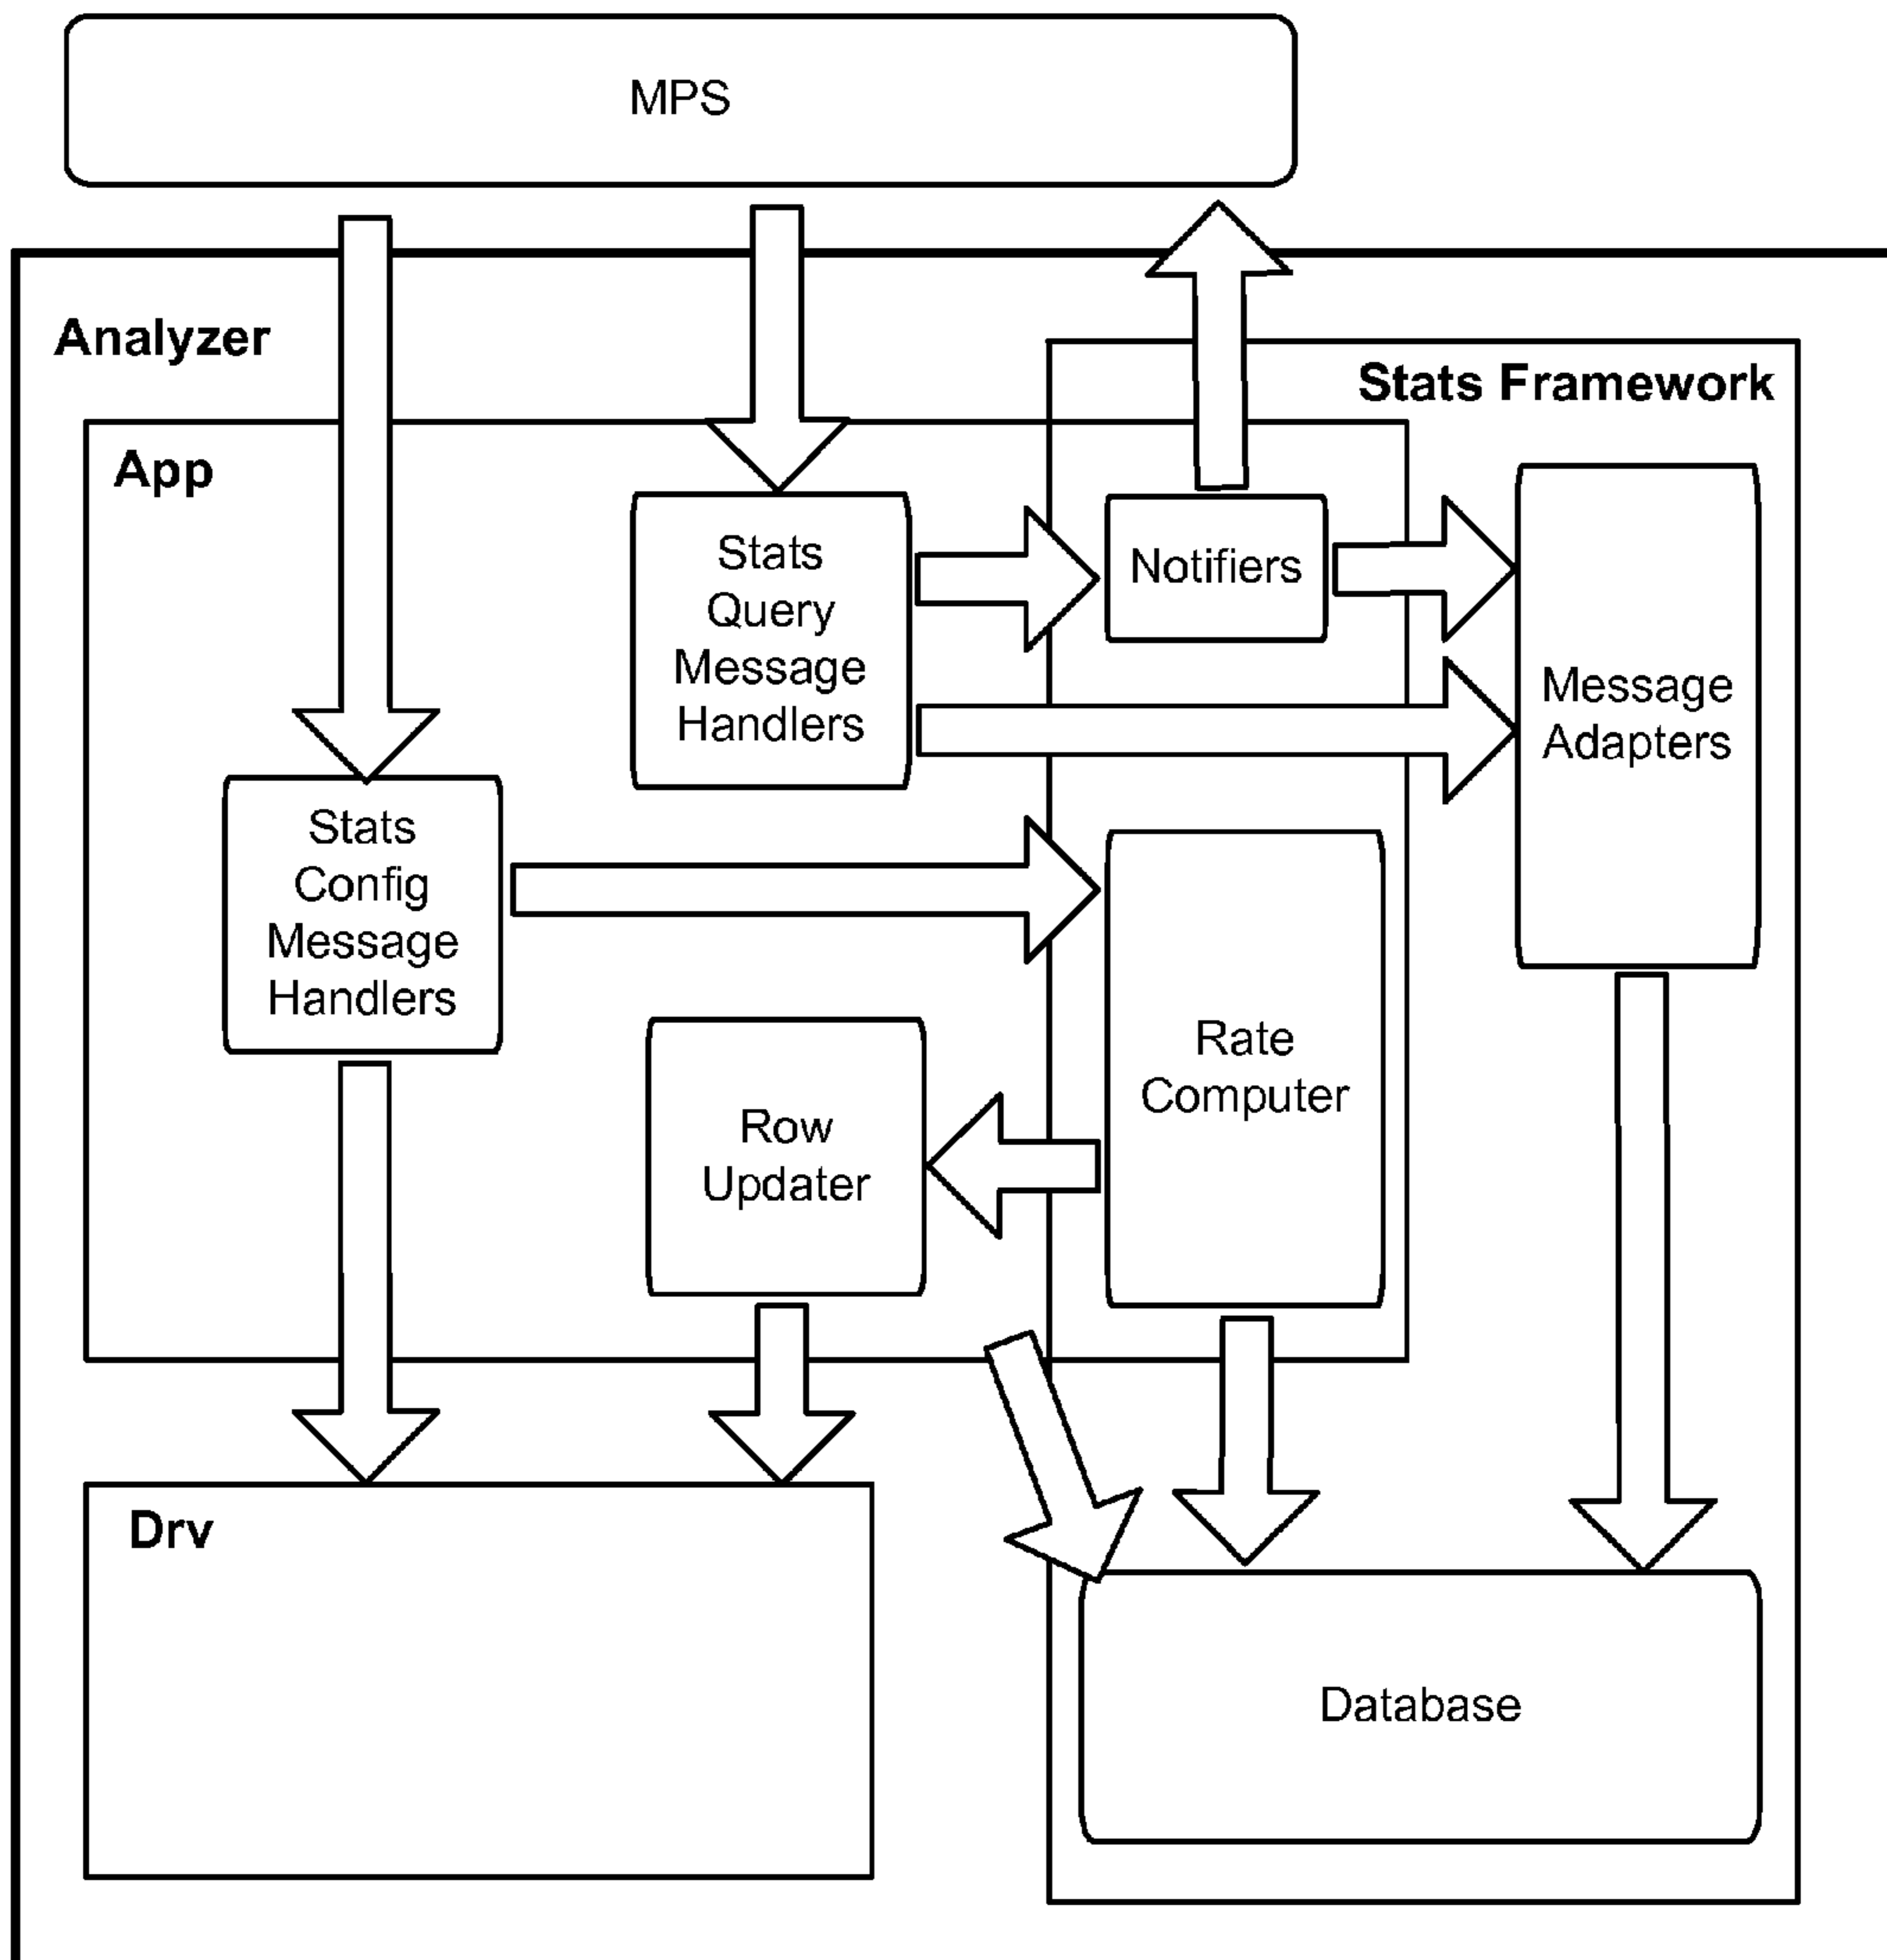 MPS
Analyzer
Stats Framework
App
Stats
Query
Message
Handlers
Notifiers
Message
Adapters
Stats
Config
Message
Handlers
Rate
Computer
Row
Updater
Drv
Database